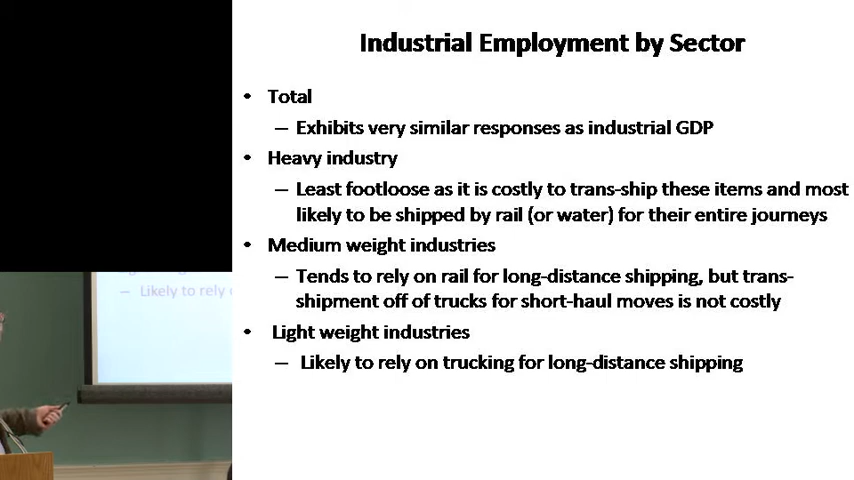 Industrial Employment by Sector
• Total
– Exhibits very similar responses as industrial GDP
• Heavy industry
– Least footloose as it is costly to trans-ship these items and most
likely to be shipped by rail (or water) for their entire journeys
• Medium weight industries
– Tends to rely on rail for long-distance shipping, but trans-
shipment off of trucks for short-haul moves is not costly
• Light weight industries
– Likely to rely on trucking for long-distance shipping
– Likely to rely